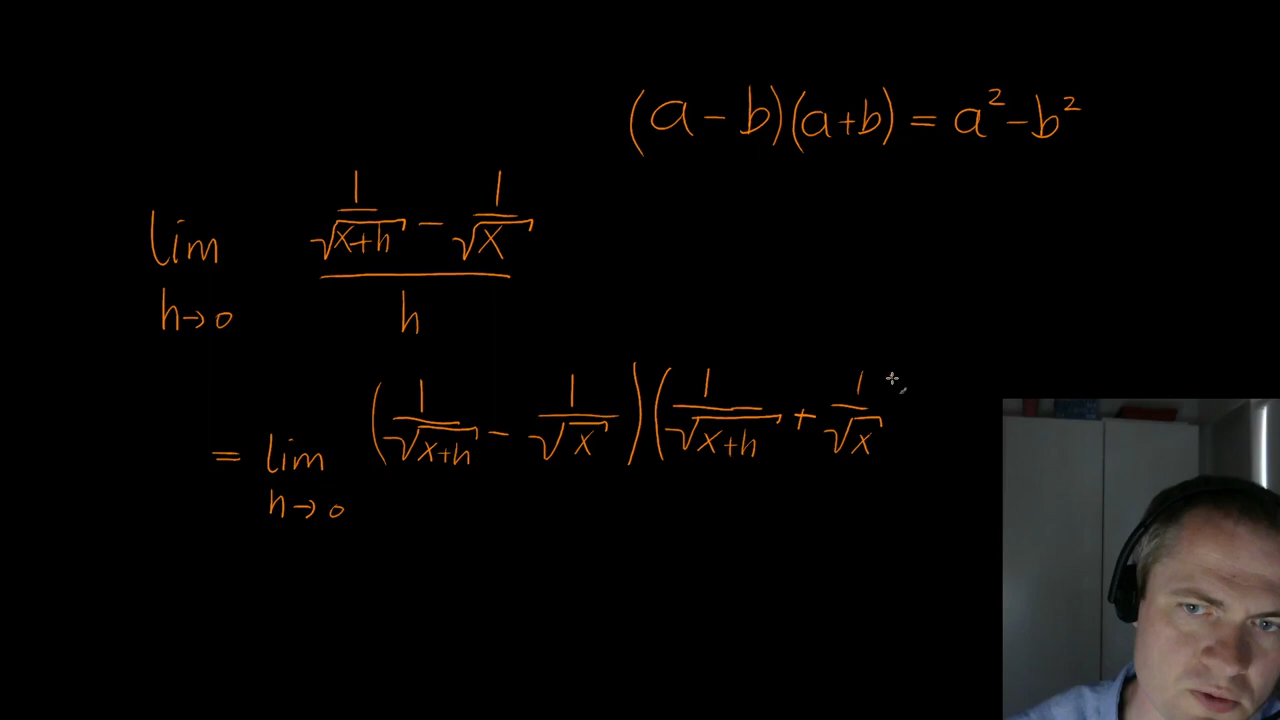 (a - b)(a+b) = a² - b²
lim h→0 (1/√(x+h) - 1/√x) / h
= lim h→0 (1/√(x+h) - 1/√x)(1/√(x+h) + 1/√x